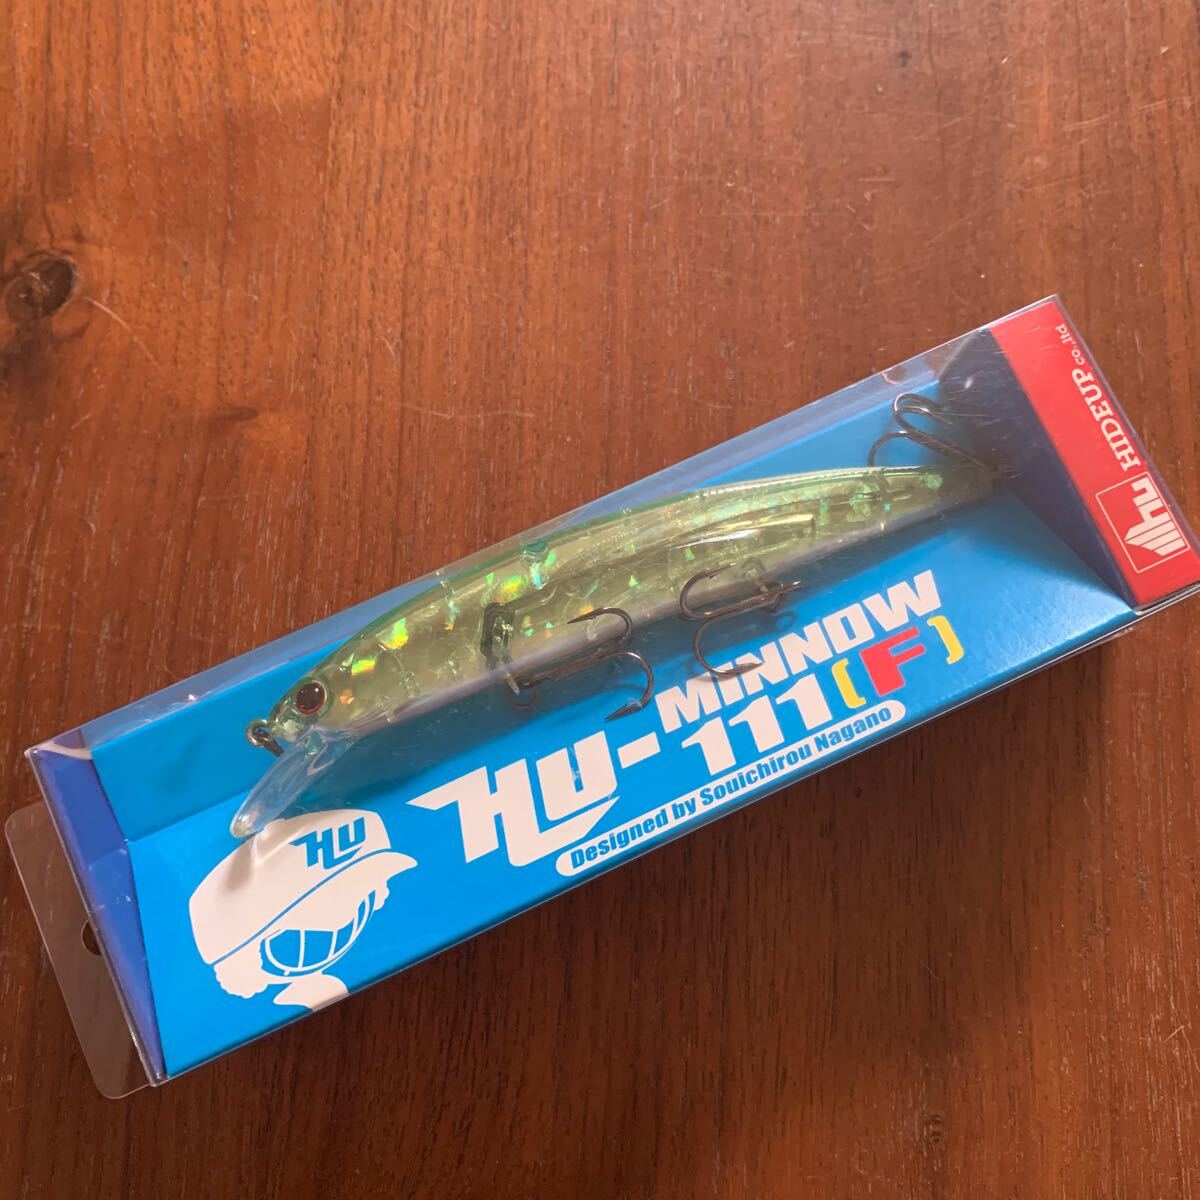 HIDEUP co.,ltd.
HU-MINNOW
111(F)
Designed by Souichirou Nagano
HU